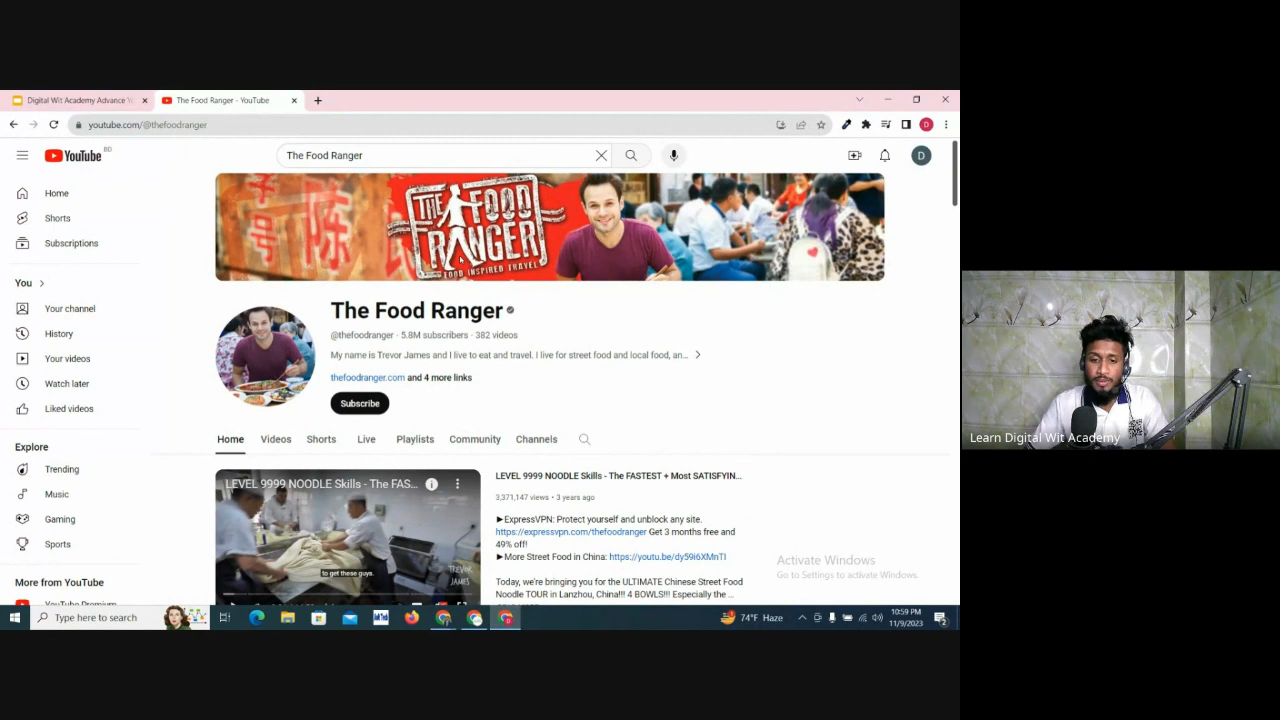 Digital Wit Academy Advance Y
The Food Ranger - YouTube
youtube.com/@thefoodranger
D
YouTube BD
The Food Ranger
D
Home
Shorts
Subscriptions
You
Your channel
History
Your videos
Watch later
Liked videos
Explore
Trending
Music
Gaming
Sports
More from YouTube
YouTube Premium
THE FOOD
RANGER
FOOD INSPIRED TRAVEL
The Food Ranger
@thefoodranger · 5.8M subscribers · 382 videos
My name is Trevor James and I live to eat and travel. I live for street food and local food, an...
thefoodranger.com and 4 more links
Subscribe
Home Videos Shorts Live Playlists Community Channels
LEVEL 9999 NOODLE Skills - The FAS...
to get these guys.
TREVOR
JAMES
LEVEL 9999 NOODLE Skills - The FASTEST + Most SATISFYIN...
3,371,147 views • 3 years ago
►ExpressVPN: Protect yourself and unblock any site.
https://expressvpn.com/thefoodranger Get 3 months free and
49% off!
►More Street Food in China: https://youtu.be/dy59i6XMnTI
Today, we're bringing you for the ULTIMATE Chinese Street Food
Noodle TOUR in Lanzhou, China!!! 4 BOWLS!!! Especially the ...
Activate Windows
Go to Settings to activate Windows.
Type here to search
74°F Haze
10:59 PM
11/9/2023
2
Learn Digital Wit Academy